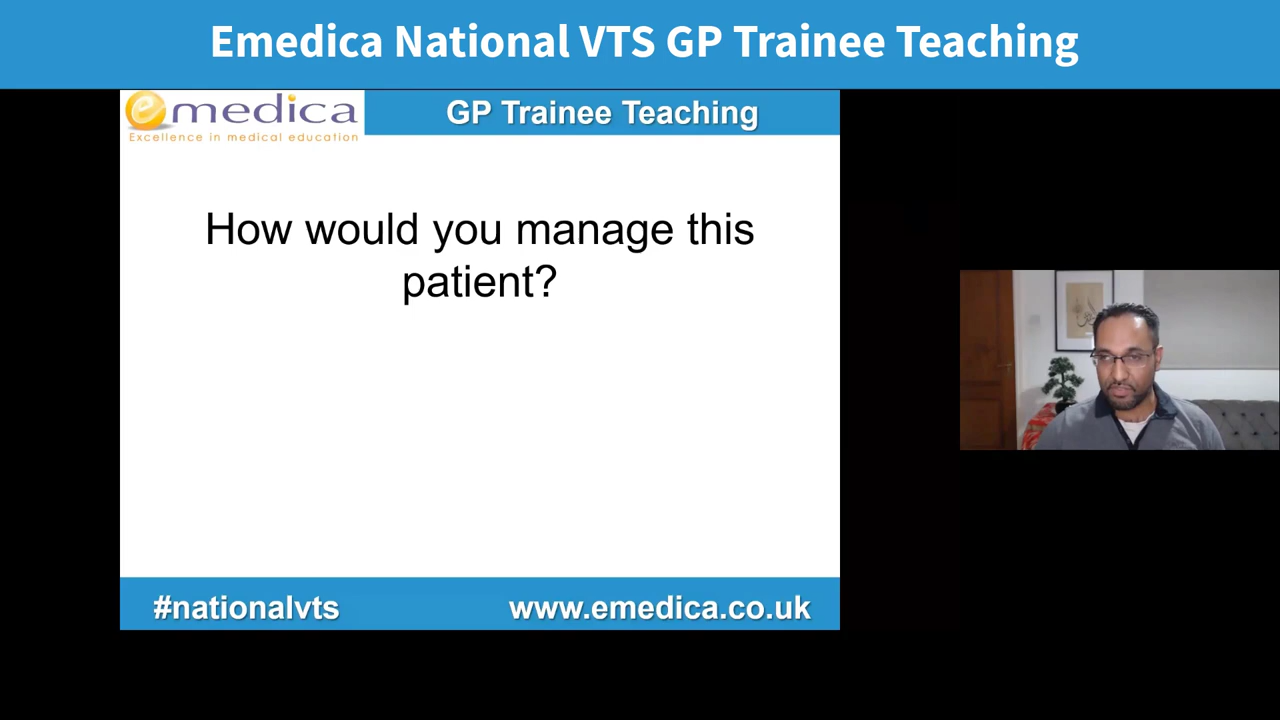 Emedica National VTS GP Trainee Teaching
emedica
Excellence in medical education
GP Trainee Teaching
How would you manage this
patient?
#nationalvts
www.emedica.co.uk